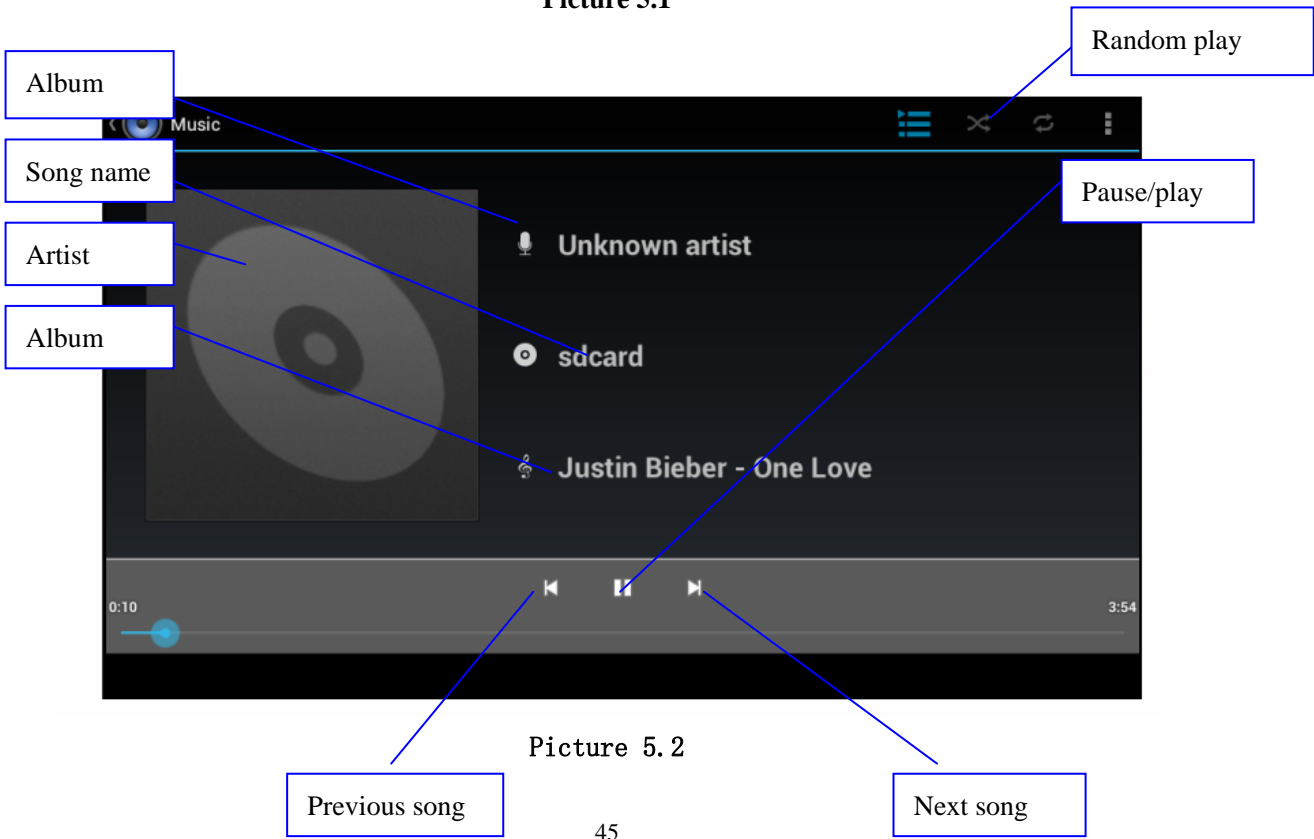 Picture 5.1
Random play
Album
Music
Song name
Pause/play
Artist
Unknown artist
Album
sdcard
Justin Bieber - One Love
0:10
3:54
Picture 5.2
Previous song
Next song
45